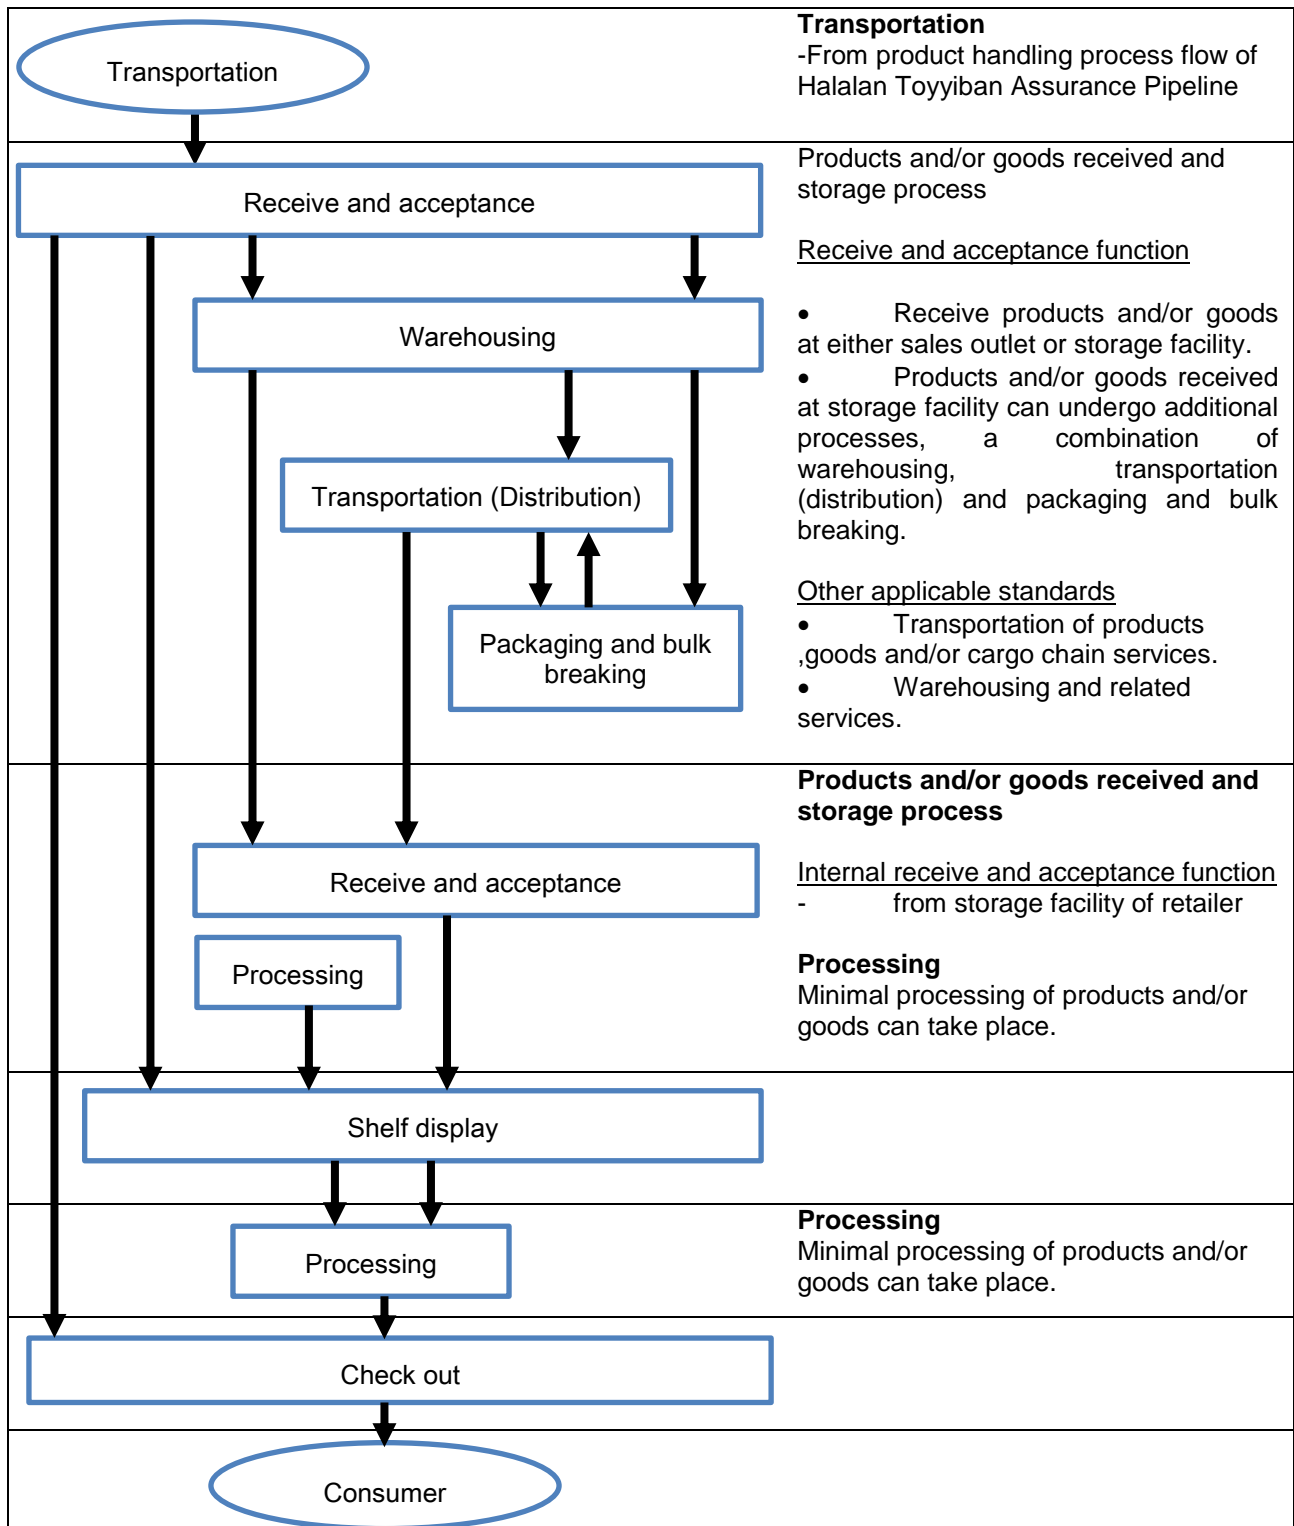 Transportation
Transportation
-From product handling process flow of
Halalan Toyyiban Assurance Pipeline
Receive and acceptance
Products and/or goods received and
storage process
Receive and acceptance function
• Receive products and/or goods
at either sales outlet or storage facility.
• Products and/or goods received
at storage facility can undergo additional
processes, a combination of
warehousing, transportation
(distribution) and packaging and bulk
breaking.
Other applicable standards
• Transportation of products
,goods and/or cargo chain services.
• Warehousing and related
services.
Warehousing
Transportation (Distribution)
Packaging and bulk
breaking
Products and/or goods received and
storage process
Internal receive and acceptance function
- from storage facility of retailer
Processing
Minimal processing of products and/or
goods can take place.
Receive and acceptance
Processing
Shelf display
Processing
Processing
Minimal processing of products and/or
goods can take place.
Check out
Consumer